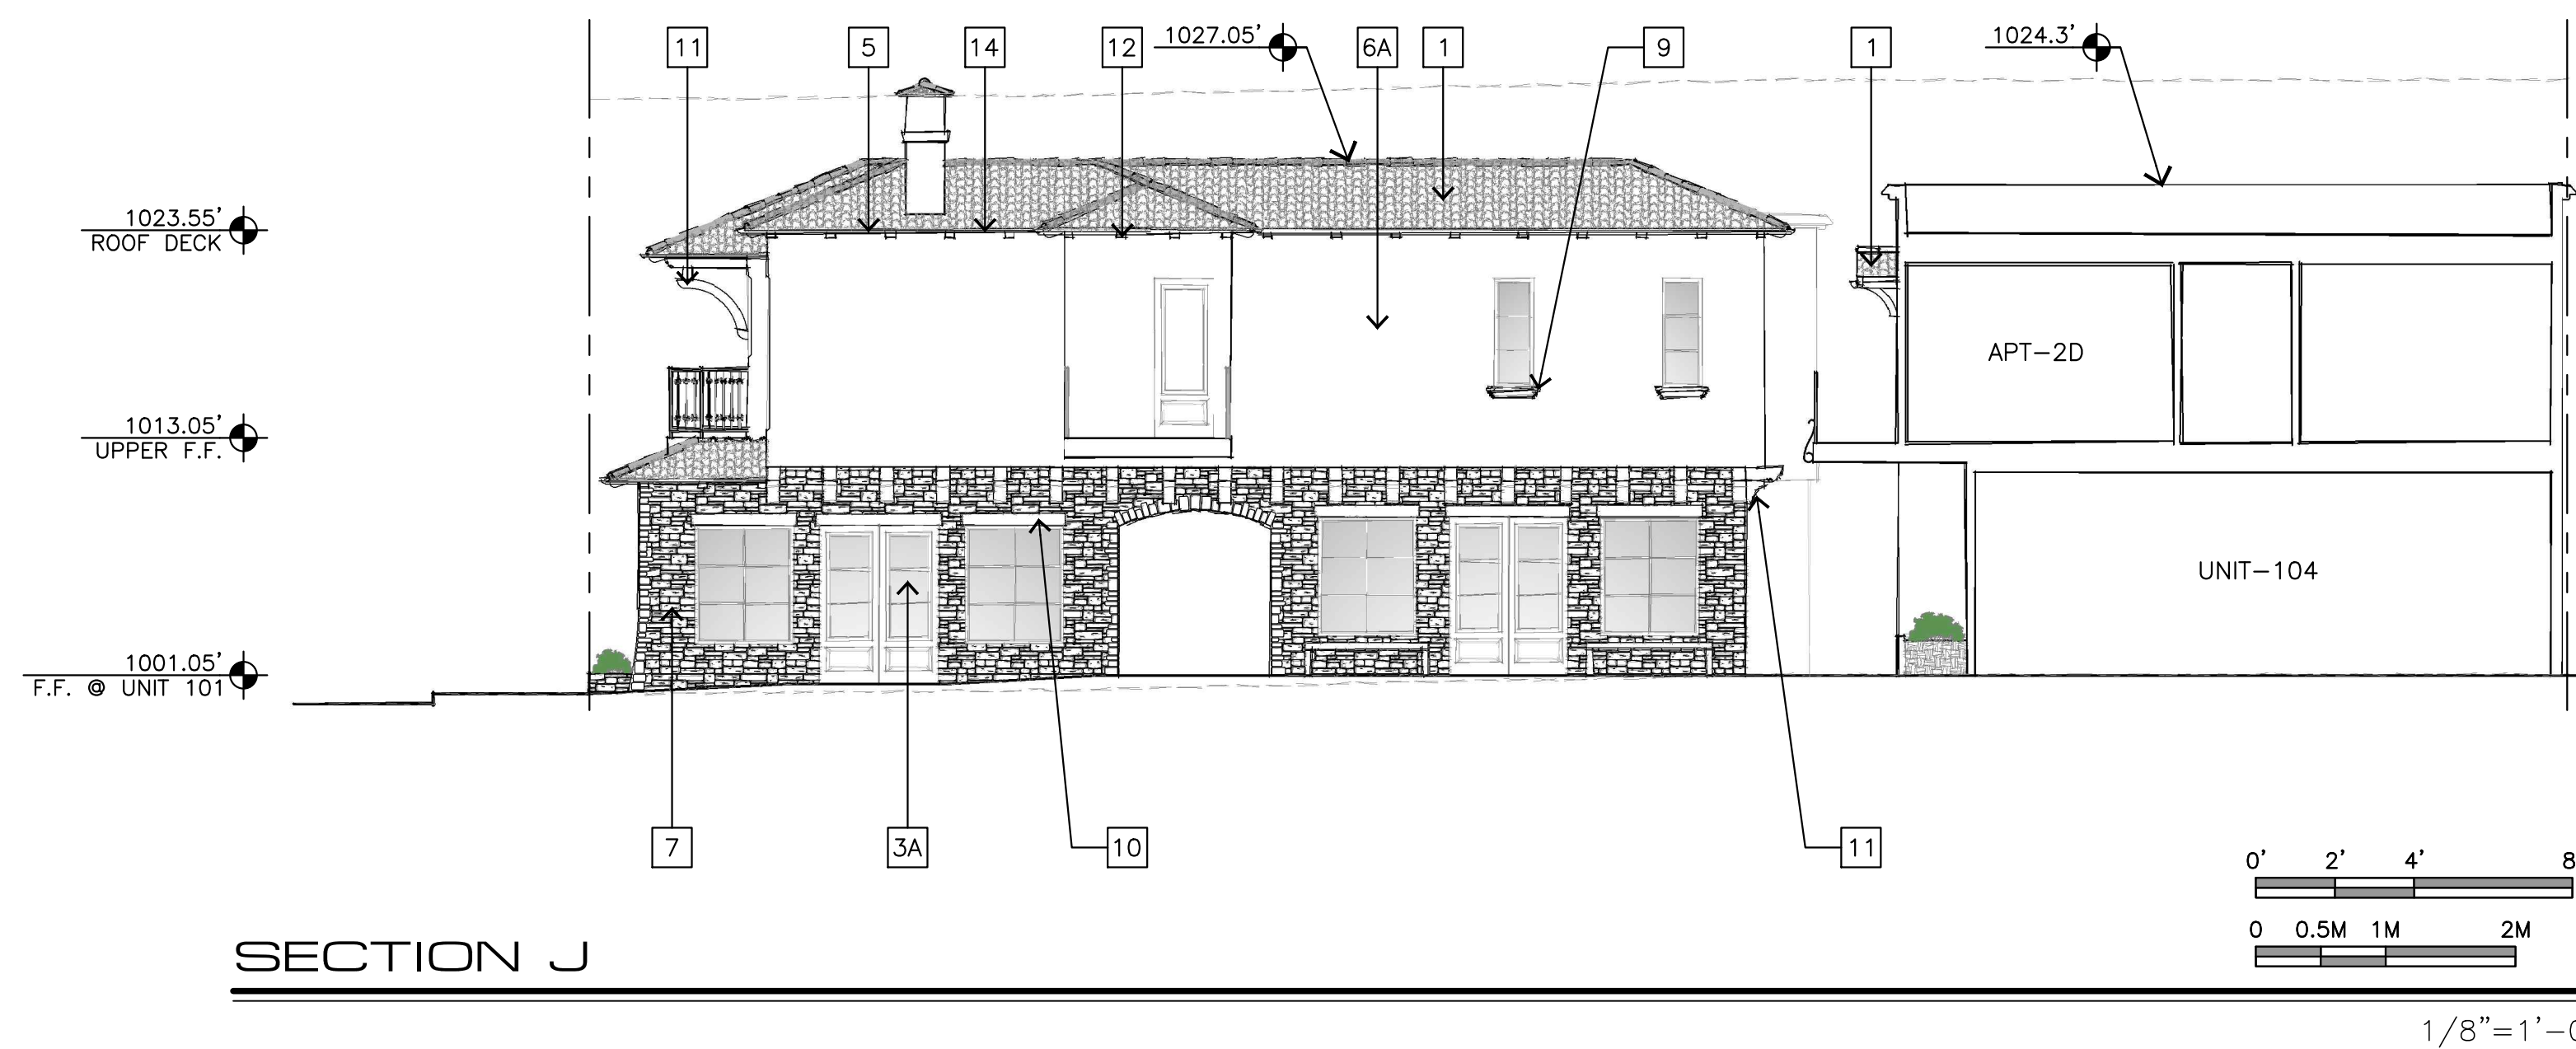 11
5
14
12
1027.05'
6A
1
9
1
1024.3'
1023.55'
ROOF DECK
1013.05'
UPPER F.F.
APT-2D
UNIT-104
1001.05'
F.F. @ UNIT 101
7
3A
10
11
0' 2' 4' 8
0 0.5M 1M 2M
SECTION J
1/8"=1'-0